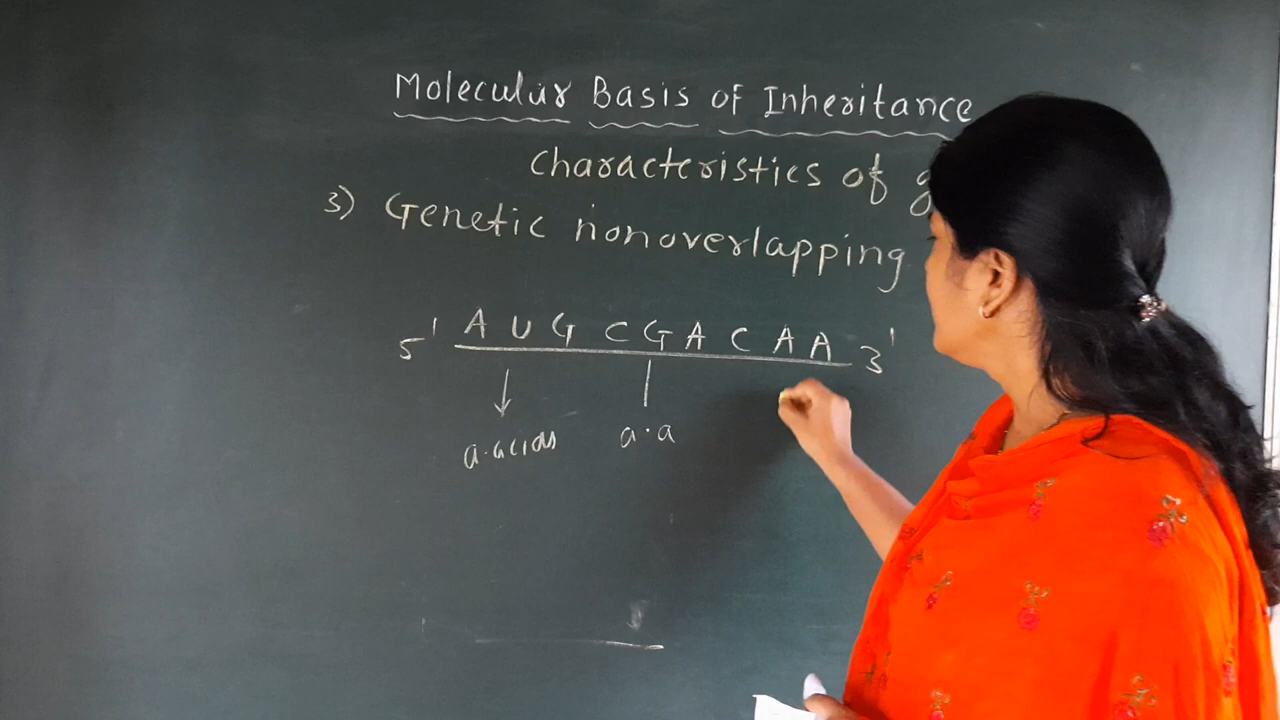 Molecular Basis of Inheritance
Characteristics of g
3) Genetic nonoverlapping
5' A U G C G A C A A 3'
a.acids a.a